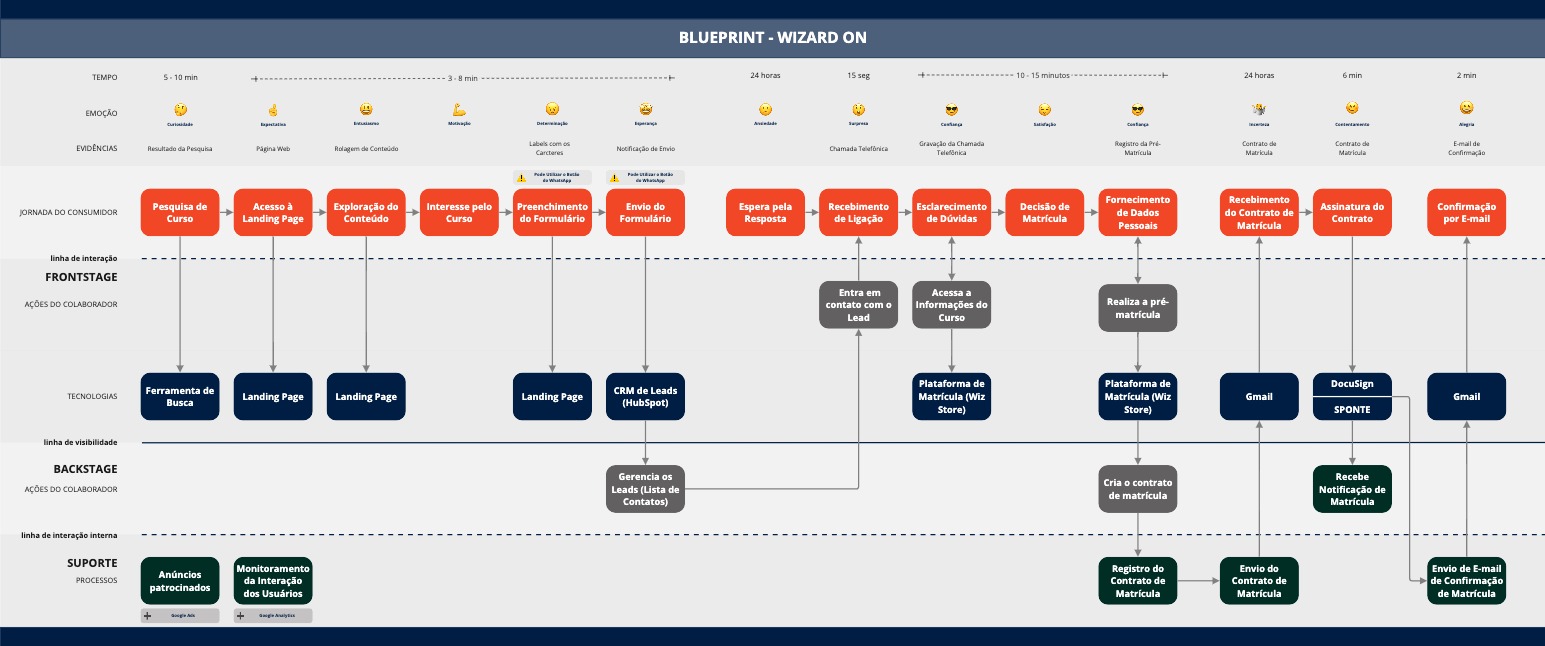 BLUEPRINT - WIZARD ON
TEMPO
5 - 10 min
3 - 8 min
24 horas
15 seg
10 - 15 minutos
24 horas
6 min
2 min
EMOÇÃO
Curiosidade
Expectativa
Entusiasmo
Motivação
Determinação
Esperança
Ansiedade
Surpresa
Confiança
Satisfação
Confiança
Incerteza
Contentamento
Alegria
EVIDÊNCIAS
Resultado da Pesquisa
Página Web
Rolagem de Conteúdo
Labels com os
Carcteres
Notificação de Envio
Chamada Telefônica
Gravação da Chamada
Telefônica
Registro da Pré-
Matrícula
Contrato de
Matrícula
Contrato de
Matrícula
E-mail de
Confirmação
Pode Utilizar o Botão
do WhatsApp
Pode Utilizar o Botão
do WhatsApp
JORNADA DO CONSUMIDOR
Pesquisa de
Curso
Acesso à
Landing Page
Exploração do
Conteúdo
Interesse pelo
Curso
Preenchimento
do Formulário
Envio do
Formulário
Espera pela
Resposta
Recebimento
de Ligação
Esclarecimento
de Dúvidas
Decisão de
Matrícula
Fornecimento
de Dados
Pessoais
Recebimento
do Contrato de
Matrícula
Assinatura do
Contrato
Confirmação
por E-mail
linha de interação
FRONTSTAGE
AÇÕES DO COLABORADOR
Entra em
contato com o
Lead
Acessa a
Informações do
Curso
Realiza a pré-
matrícula
TECNOLOGIAS
Ferramenta de
Busca
Landing Page
Landing Page
Landing Page
CRM de Leads
(HubSpot)
Plataforma de
Matrícula (Wiz
Store)
Plataforma de
Matrícula (Wiz
Store)
Gmail
DocuSign
SPONTE
Gmail
linha de visibilidade
BACKSTAGE
AÇÕES DO COLABORADOR
Gerencia os
Leads (Lista de
Contatos)
Cria o contrato
de matrícula
Recebe
Notificação de
Matrícula
linha de interação interna
SUPORTE
PROCESSOS
Anúncios
patrocinados
Monitoramento
da Interação
dos Usuários
Registro do
Contrato de
Matrícula
Envio do
Contrato de
Matrícula
Envio de E-mail
de Confirmação
de Matrícula
Google Ads
Google Analytics